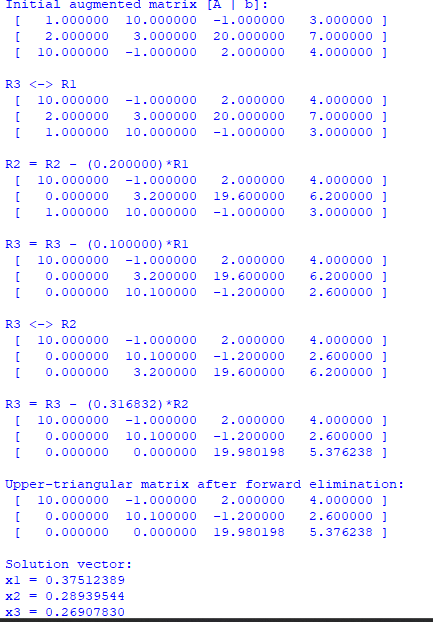 Initial augmented matrix [A | b]:
[ 1.000000 10.000000 -1.000000 3.000000 ]
[ 2.000000 3.000000 20.000000 7.000000 ]
[ 10.000000 -1.000000 2.000000 4.000000 ]
R3 <-> R1
[ 10.000000 -1.000000 2.000000 4.000000 ]
[ 2.000000 3.000000 20.000000 7.000000 ]
[ 1.000000 10.000000 -1.000000 3.000000 ]
R2 = R2 - (0.200000)*R1
[ 10.000000 -1.000000 2.000000 4.000000 ]
[ 0.000000 3.200000 19.600000 6.200000 ]
[ 1.000000 10.000000 -1.000000 3.000000 ]
R3 = R3 - (0.100000)*R1
[ 10.000000 -1.000000 2.000000 4.000000 ]
[ 0.000000 3.200000 19.600000 6.200000 ]
[ 0.000000 10.100000 -1.200000 2.600000 ]
R3 <-> R2
[ 10.000000 -1.000000 2.000000 4.000000 ]
[ 0.000000 10.100000 -1.200000 2.600000 ]
[ 0.000000 3.200000 19.600000 6.200000 ]
R3 = R3 - (0.316832)*R2
[ 10.000000 -1.000000 2.000000 4.000000 ]
[ 0.000000 10.100000 -1.200000 2.600000 ]
[ 0.000000 0.000000 19.980198 5.376238 ]
Upper-triangular matrix after forward elimination:
[ 10.000000 -1.000000 2.000000 4.000000 ]
[ 0.000000 10.100000 -1.200000 2.600000 ]
[ 0.000000 0.000000 19.980198 5.376238 ]
Solution vector:
x1 = 0.37512389
x2 = 0.28939544
x3 = 0.26907830